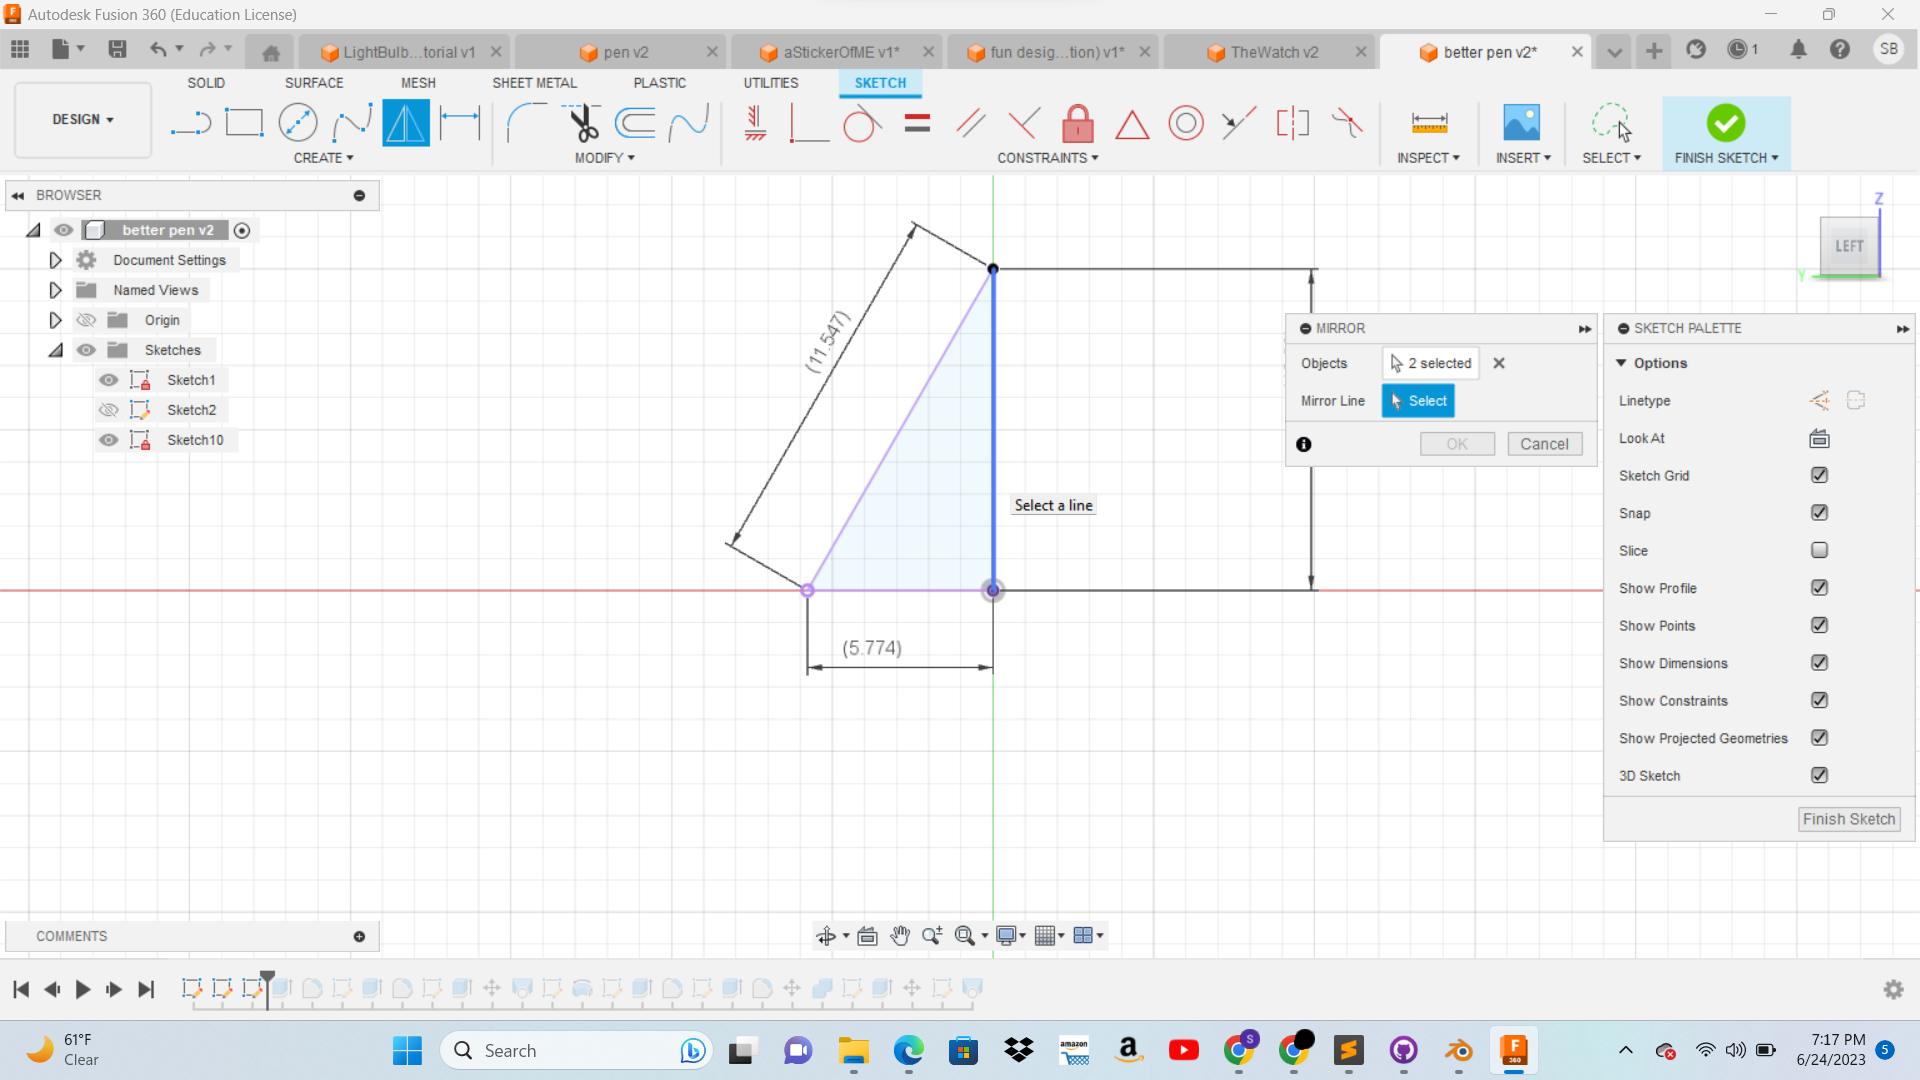 Autodesk Fusion 360 (Education License)
LightBulb...torial v1
pen v2
aStickerOfME v1*
fun desig...tion) v1*
TheWatch v2
better pen v2*
1
SB
SOLID
SURFACE
MESH
SHEET METAL
PLASTIC
UTILITIES
SKETCH
DESIGN
CREATE
MODIFY
CONSTRAINTS
INSPECT
INSERT
SELECT
FINISH SKETCH
BROWSER
better pen v2
Document Settings
Named Views
Origin
Sketches
Sketch1
Sketch2
Sketch10
(11.547)
(5.774)
Select a line
Z
LEFT
Y
MIRROR
Objects
2 selected
Mirror Line
Select
OK
Cancel
SKETCH PALETTE
Options
Linetype
Look At
Sketch Grid
Snap
Slice
Show Profile
Show Points
Show Dimensions
Show Constraints
Show Projected Geometries
3D Sketch
Finish Sketch
COMMENTS
61°F
Clear
Search
amazon
a
S
F
360
7:17 PM
6/24/2023
5